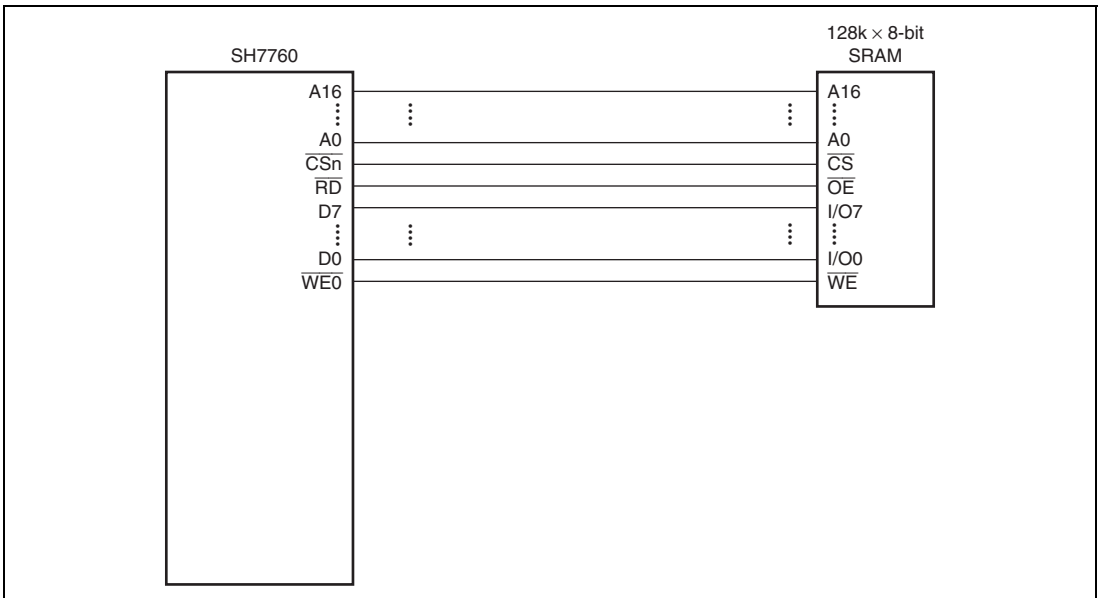 128k × 8-bit
SH7760
SRAM
A16
A16
A0
A0
CSn
CS
RD
OE
D7
I/O7
D0
I/O0
WE0
WE